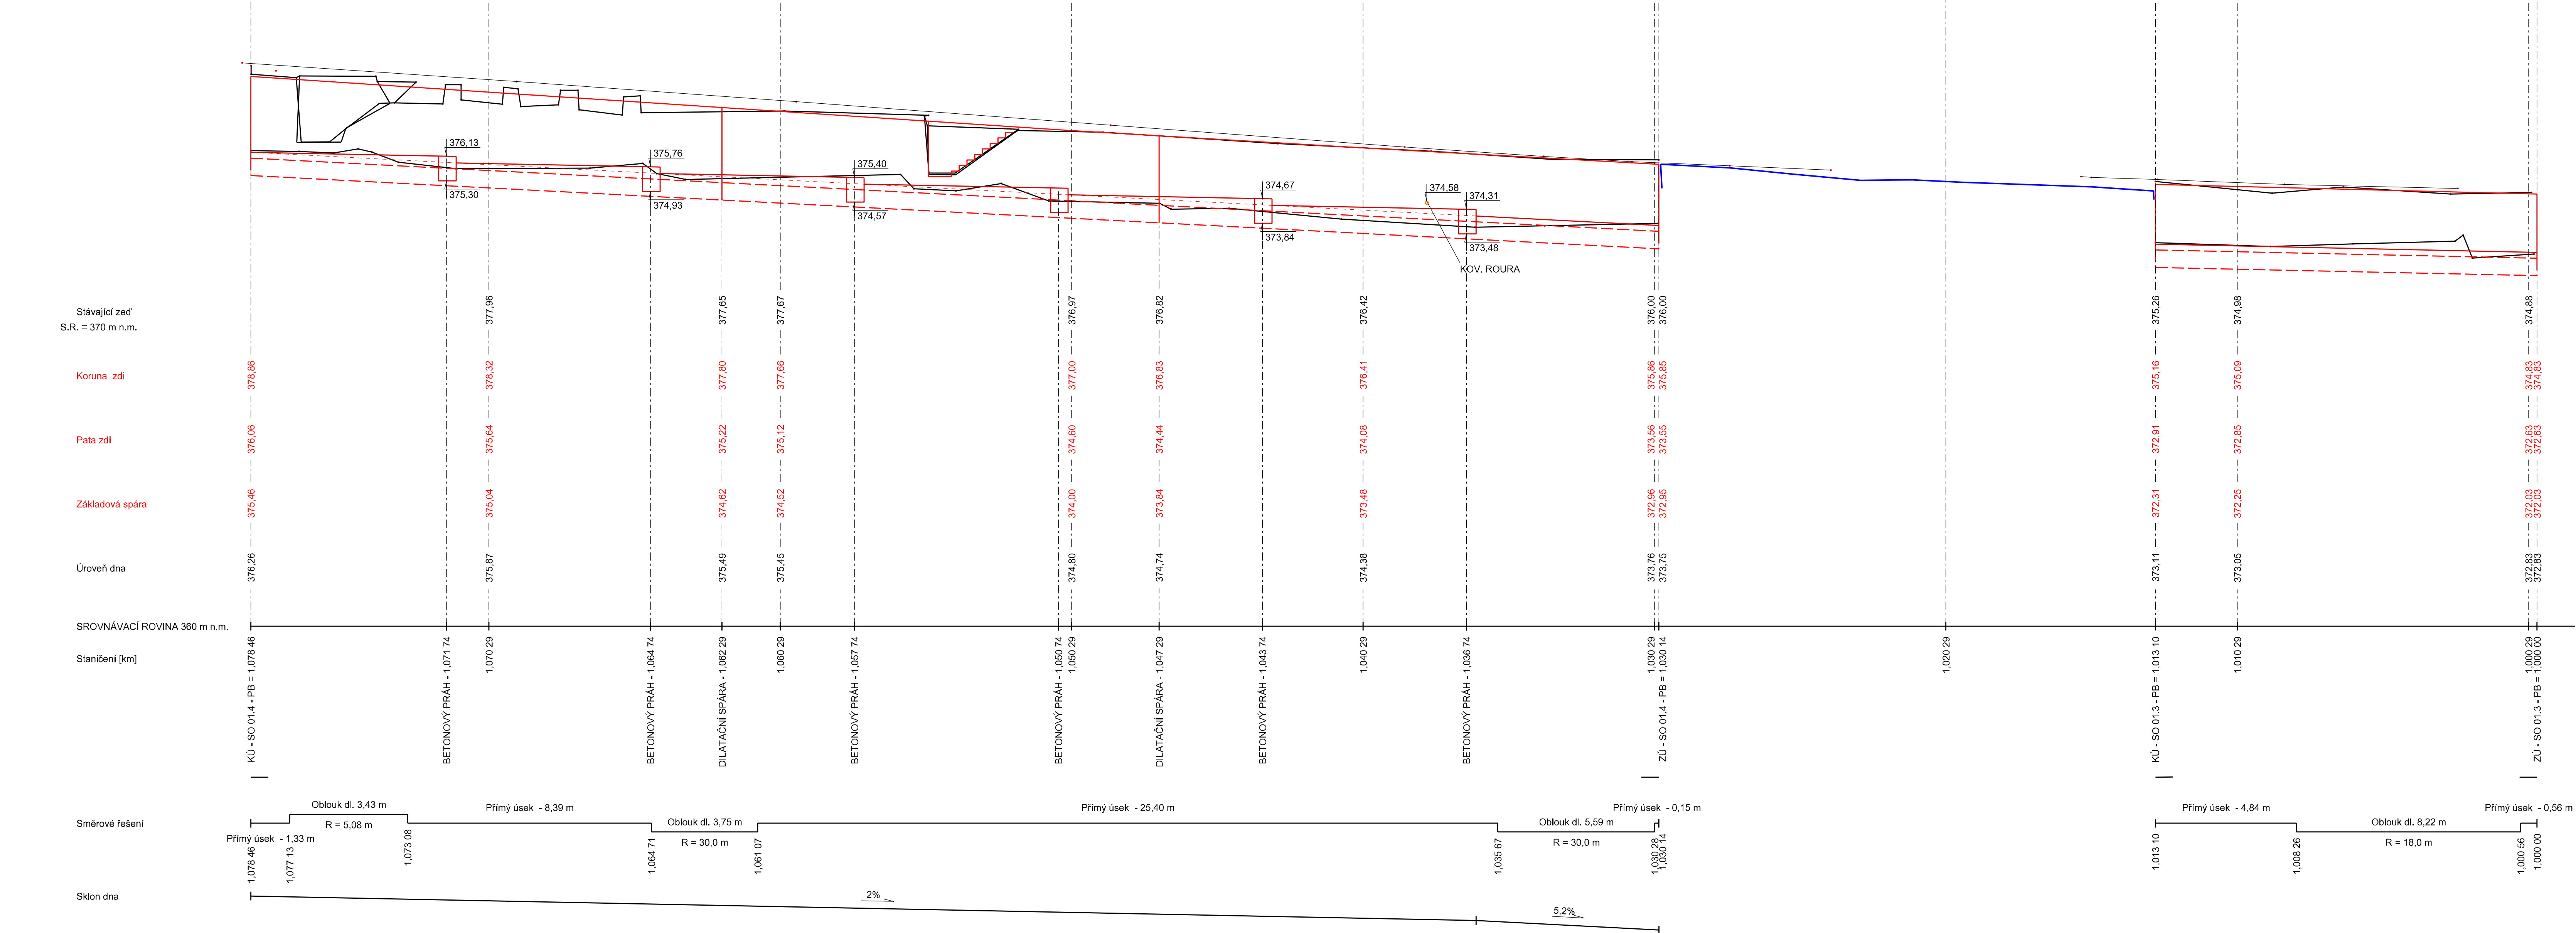 376,13
375,30
375,76
374,93
375,40
374,57
374,67
373,84
374,58
374,31
373,48
KOV. ROURA
Stávající zeď
S.R. = 370 m n.m.
377,96
377,65
377,67
376,97
376,82
376,42
376,00
376,00
375,26
374,98
374,88
Koruna zdi
378,86
378,32
377,80
377,66
377,00
376,83
376,41
375,86
375,85
375,16
375,09
374,83
374,83
Pata zdi
376,06
375,64
375,22
375,12
374,60
374,44
374,08
373,56
373,55
372,91
372,85
372,63
372,63
Základová spára
375,46
375,04
374,62
374,52
374,00
373,84
373,48
372,96
372,95
372,31
372,25
372,03
372,03
Úroveň dna
376,26
375,87
375,49
375,45
374,80
374,74
374,38
373,76
373,75
373,11
373,05
372,83
372,83
SROVNÁVACÍ ROVINA 360 m n.m.
Staničení [km]
KÚ - SO 01.4 - PB = 1,078 46
BETONOVÝ PRÁH - 1,071 74
1,070 29
BETONOVÝ PRÁH - 1,064 74
DILATAČNÍ SPÁRA - 1,062 29
1,060 29
BETONOVÝ PRÁH - 1,057 74
BETONOVÝ PRÁH - 1,050 74
1,050 29
DILATAČNÍ SPÁRA - 1,047 29
BETONOVÝ PRÁH - 1,043 74
1,040 29
BETONOVÝ PRÁH - 1,036 74
1,030 29
ZÚ - SO 01.4 - PB = 1,030 14
1,020 29
KÚ - SO 01.3 - PB = 1,013 10
1,010 29
1,000 29
ZÚ - SO 01.3 - PB = 1,000 00
Směrové řešení
Přímý úsek - 1,33 m
Oblouk dl. 3,43 m
R = 5,08 m
Přímý úsek - 8,39 m
Oblouk dl. 3,75 m
R = 30,0 m
Přímý úsek - 25,40 m
Oblouk dl. 5,59 m
R = 30,0 m
Přímý úsek - 0,15 m
Přímý úsek - 4,84 m
Oblouk dl. 8,22 m
R = 18,0 m
Přímý úsek - 0,56 m
1,078 46
1,077 13
1,073 08
1,064 71
1,061 07
1,035 67
1,030 28
1,030 14
1,013 10
1,008 26
1,000 56
1,000 00
Sklon dna
2%
5,2%